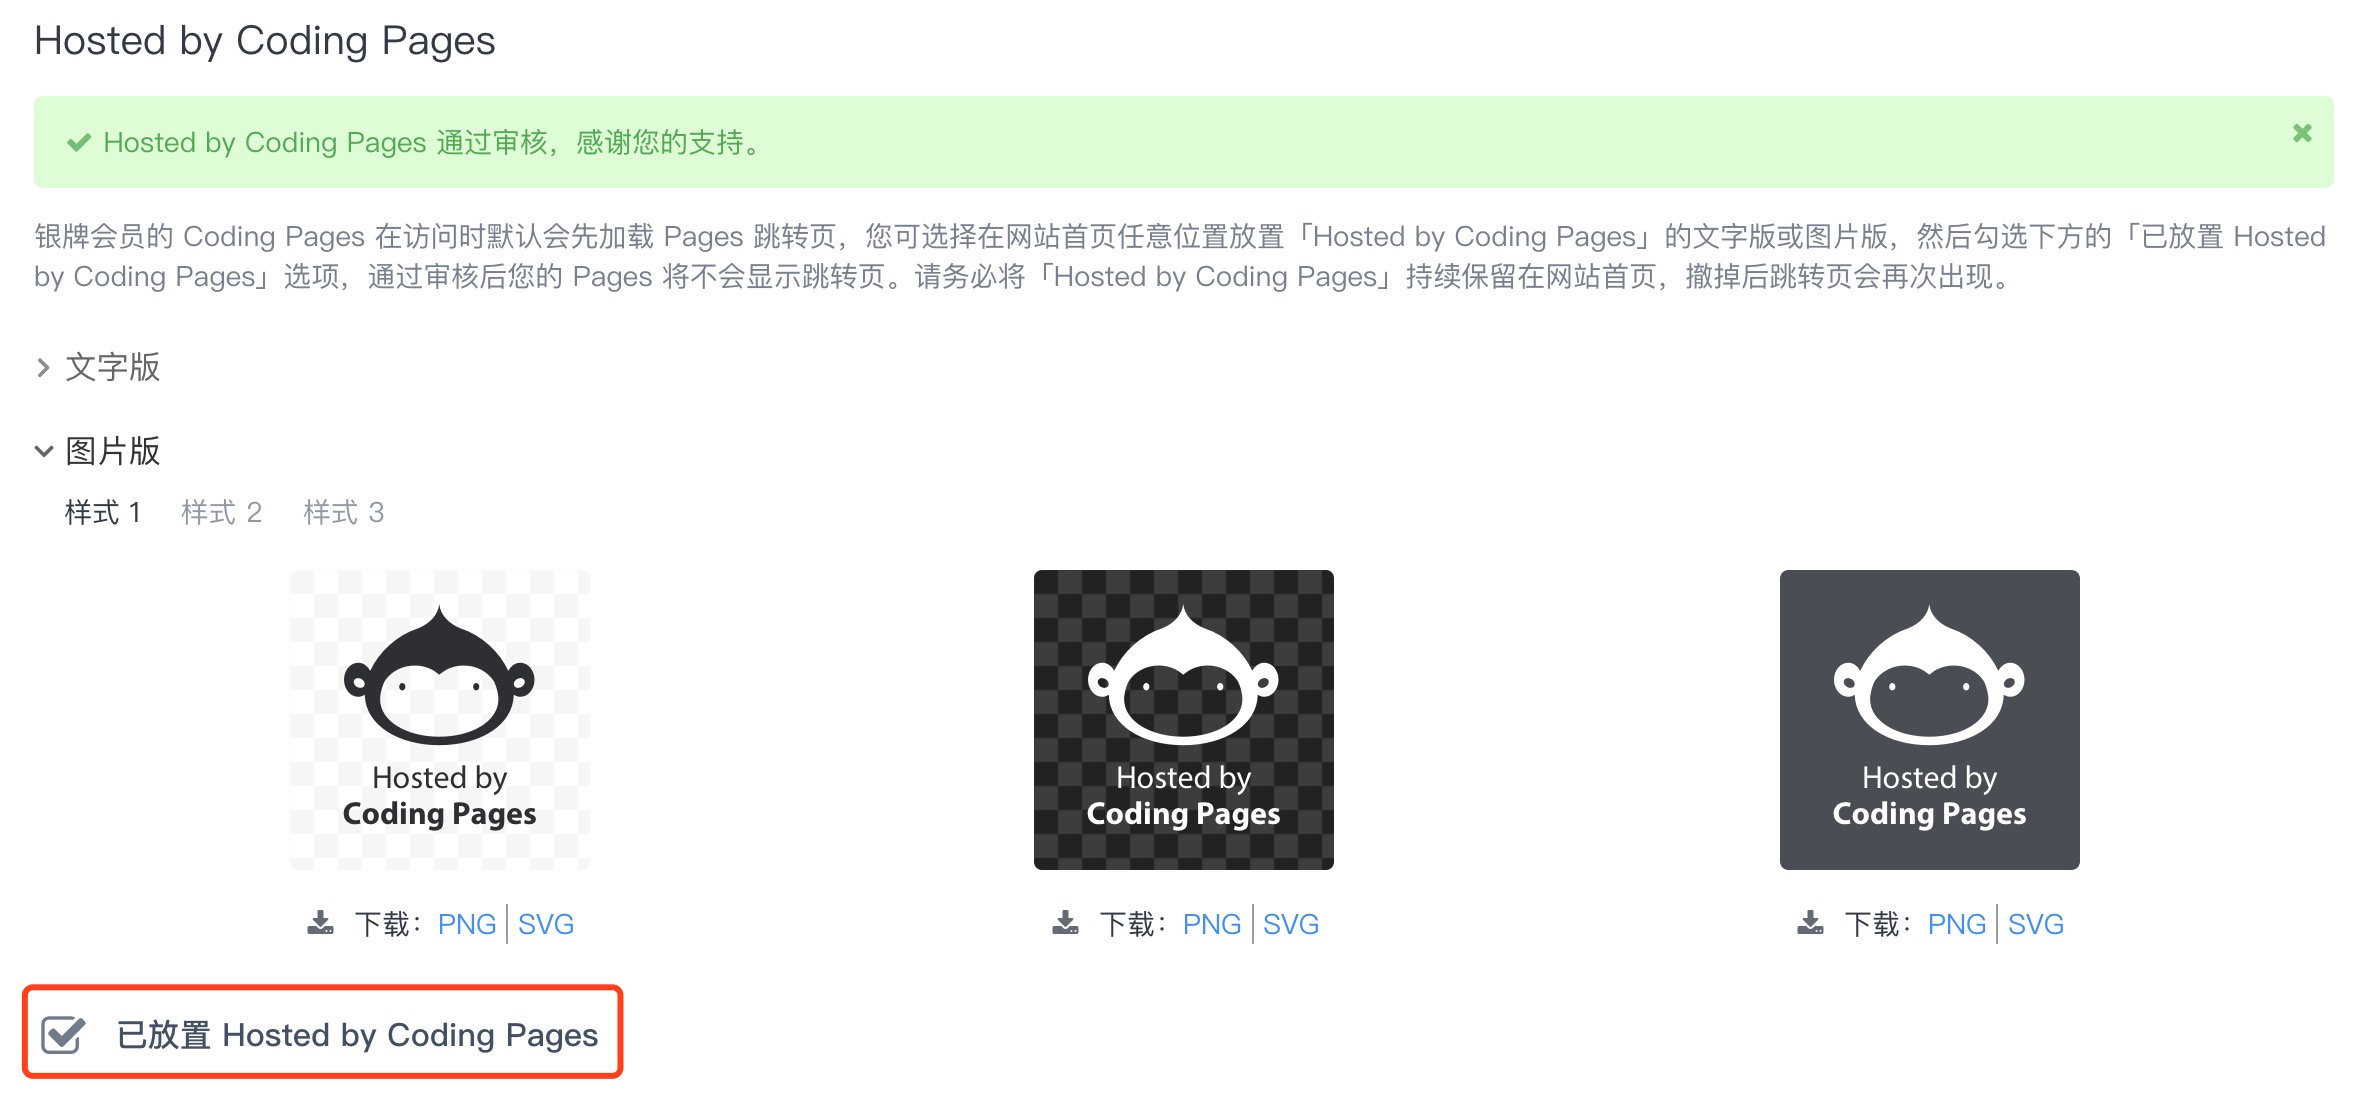 Hosted by Coding Pages
Hosted by Coding Pages 通过审核，感谢您的支持。
银牌会员的 Coding Pages 在访问时默认会先加载 Pages 跳转页，您可选择在网站首页任意位置放置「Hosted by Coding Pages」的文字版或图片版，然后勾选下方的「已放置 Hosted
by Coding Pages」选项，通过审核后您的 Pages 将不会显示跳转页。请务必将「Hosted by Coding Pages」持续保留在网站首页，撤掉后跳转页会再次出现。
文字版
图片版
样式 1 样式 2 样式 3
Hosted by
Coding Pages
Hosted by
Coding Pages
Hosted by
Coding Pages
下载：PNG | SVG
下载：PNG | SVG
下载：PNG | SVG
已放置 Hosted by Coding Pages